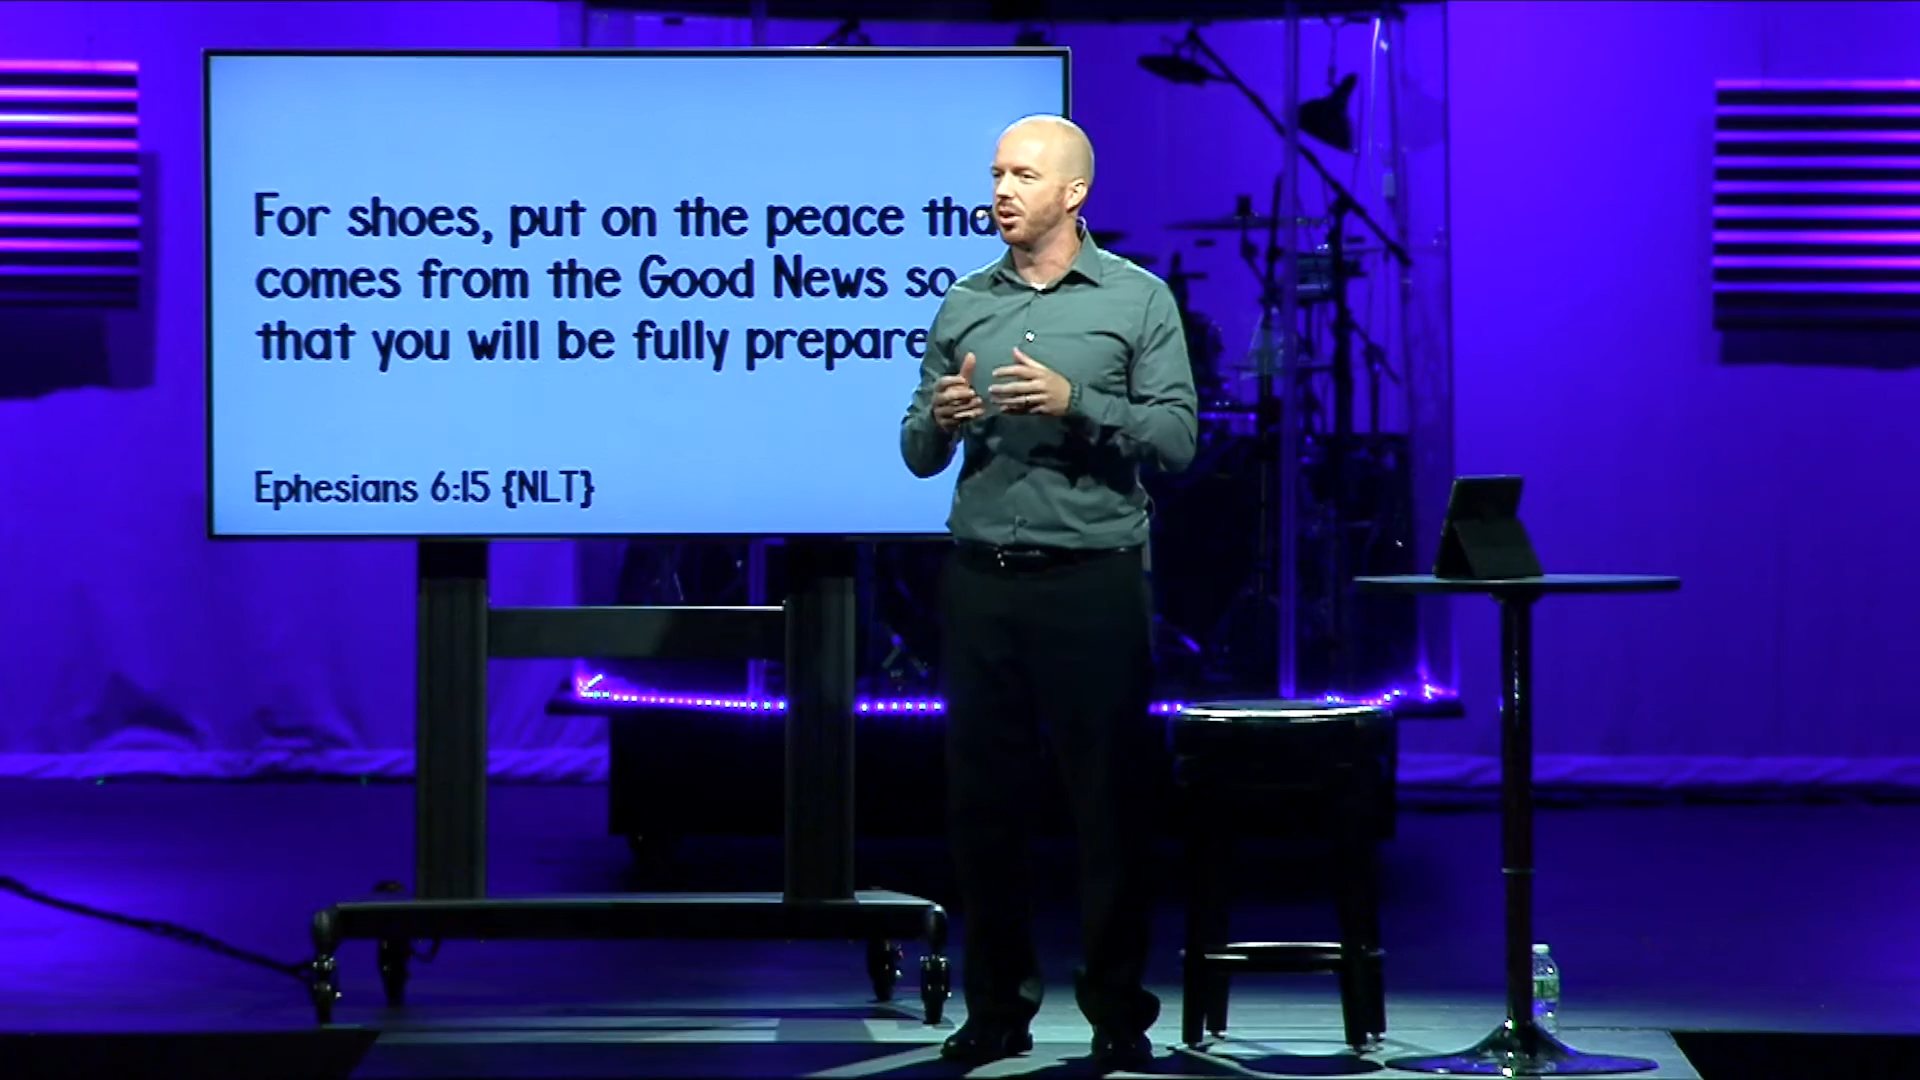 For shoes, put on the peace tha
comes from the Good News so
that you will be fully prepare
Ephesians 6:15 {NLT}